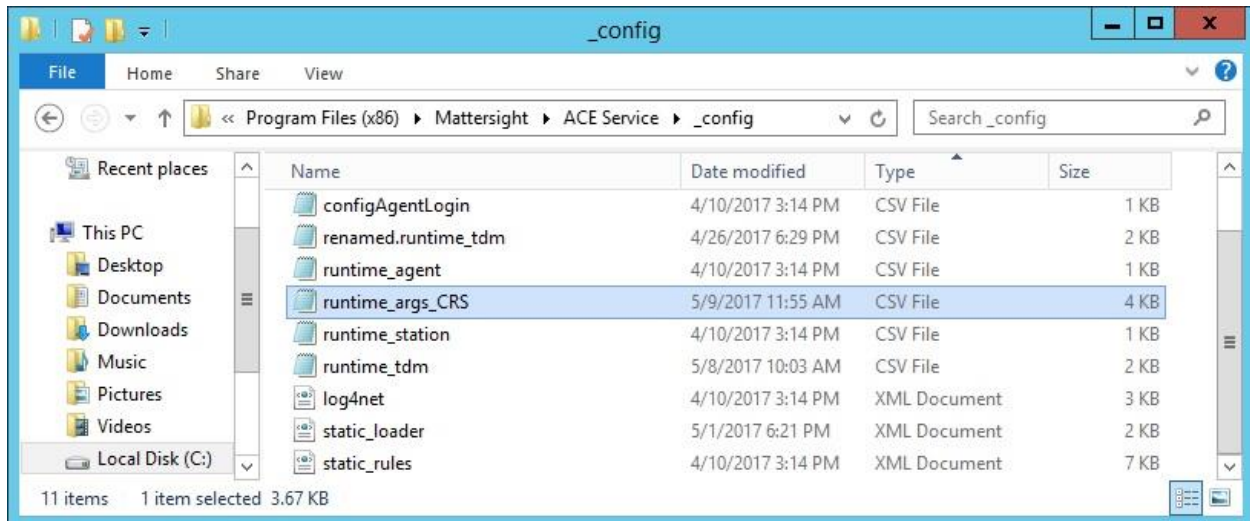 _config
File Home Share View
« Program Files (x86) Mattersight ACE Service _config Search _config
Recent places
This PC
Desktop
Documents
Downloads
Music
Pictures
Videos
Local Disk (C:)
Name Date modified Type Size
configAgentLogin 4/10/2017 3:14 PM CSV File 1 KB
renamed.runtime_tdm 4/26/2017 6:29 PM CSV File 2 KB
runtime_agent 4/10/2017 3:14 PM CSV File 1 KB
runtime_args_CRS 5/9/2017 11:55 AM CSV File 4 KB
runtime_station 4/10/2017 3:14 PM CSV File 1 KB
runtime_tdm 5/8/2017 10:03 AM CSV File 2 KB
log4net 4/10/2017 3:14 PM XML Document 3 KB
static_loader 5/1/2017 6:21 PM XML Document 2 KB
static_rules 4/10/2017 3:14 PM XML Document 7 KB
11 items 1 item selected 3.67 KB